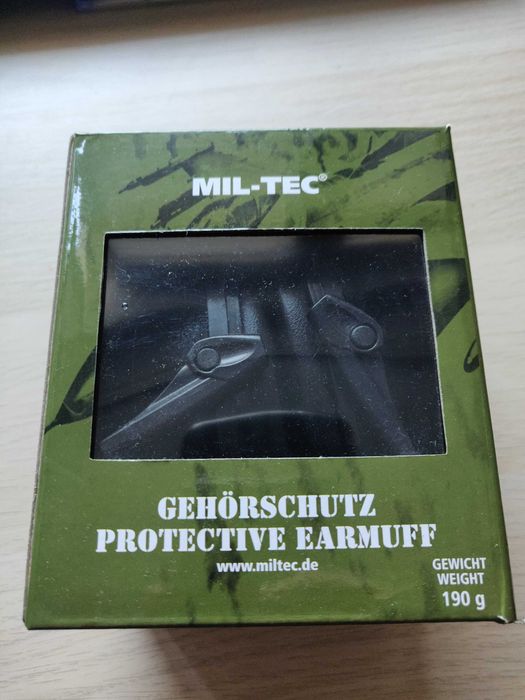 MIL-TEC®
GEHÖRSCHUTZ
PROTECTIVE EARMUFF
www.miltec.de
GEWICHT
WEIGHT
190 g